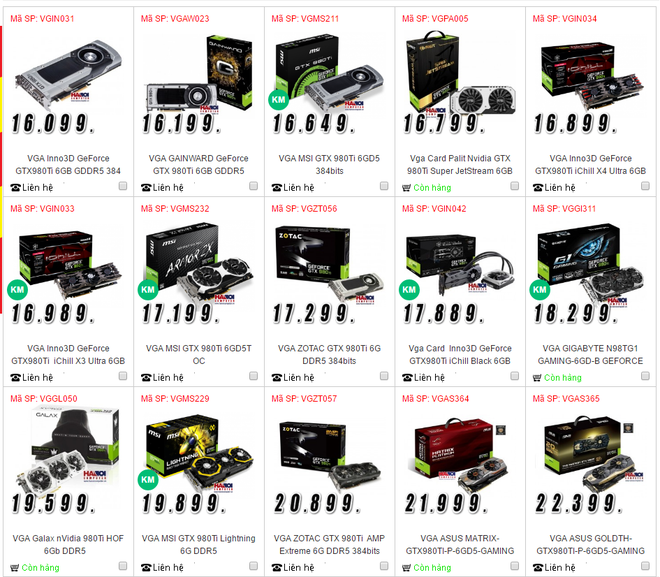 Mã SP: VGIN031
Mã SP: VGAW023
Mã SP: VGMS211
Mã SP: VGPA005
Mã SP: VGIN034
KM
16.099.
16.199.
16.649.
16.799.
16.899.
VGA Inno3D GeForce
GTX980Ti 6GB GDDR5 384
VGA GAINWARD GeForce
GTX 980Ti 6GB GDDR5
VGA MSI GTX 980Ti 6GD5
384bits
Vga Card Palit Nvidia GTX
980Ti Super JetStream 6GB
VGA Inno3D GeForce
GTX980Ti iChill X4 Ultra 6GB
Liên hệ
Liên hệ
Liên hệ
Còn hàng
Liên hệ
Mã SP: VGIN033
Mã SP: VGMS232
Mã SP: VGZT056
Mã SP: VGIN042
Mã SP: VGGI311
msi
ARMOR 2X
ZOTAC
KM
KM
KM
KM
16.989.
17.199.
17.299.
17.889.
18.299.
VGA Inno3D GeForce
GTX980Ti iChill X3 Ultra 6GB
VGA MSI GTX 980Ti 6GD5T
OC
VGA ZOTAC GTX 980Ti 6G
DDR5 384bits
Vga Card Inno3D GeForce
GTX980Ti iChill Black 6GB
VGA GIGABYTE N98TG1
GAMING-6GD-B GEFORCE
Liên hệ
Liên hệ
Liên hệ
Liên hệ
Còn hàng
Mã SP: VGGL050
Mã SP: VGMS229
Mã SP: VGZT057
Mã SP: VGAS364
Mã SP: VGAS365
GALAX
msi
LIGHTNING
ZOTAC
MATRIX
KM
19.599.
19.899.
20.899.
21.999.
22.399.
VGA Galax nVidia 980Ti HOF
6Gb DDR5
VGA MSI GTX 980Ti Lightning
6G DDR5
VGA ZOTAC GTX 980Ti AMP
Extreme 6G DDR5 384bits
VGA ASUS MATRIX-
GTX980TI-P-6GD5-GAMING
VGA ASUS GOLDTH-
GTX980TI-P-6GD5-GAMING
Còn hàng
Liên hệ
Liên hệ
Còn hàng
Liên hệ